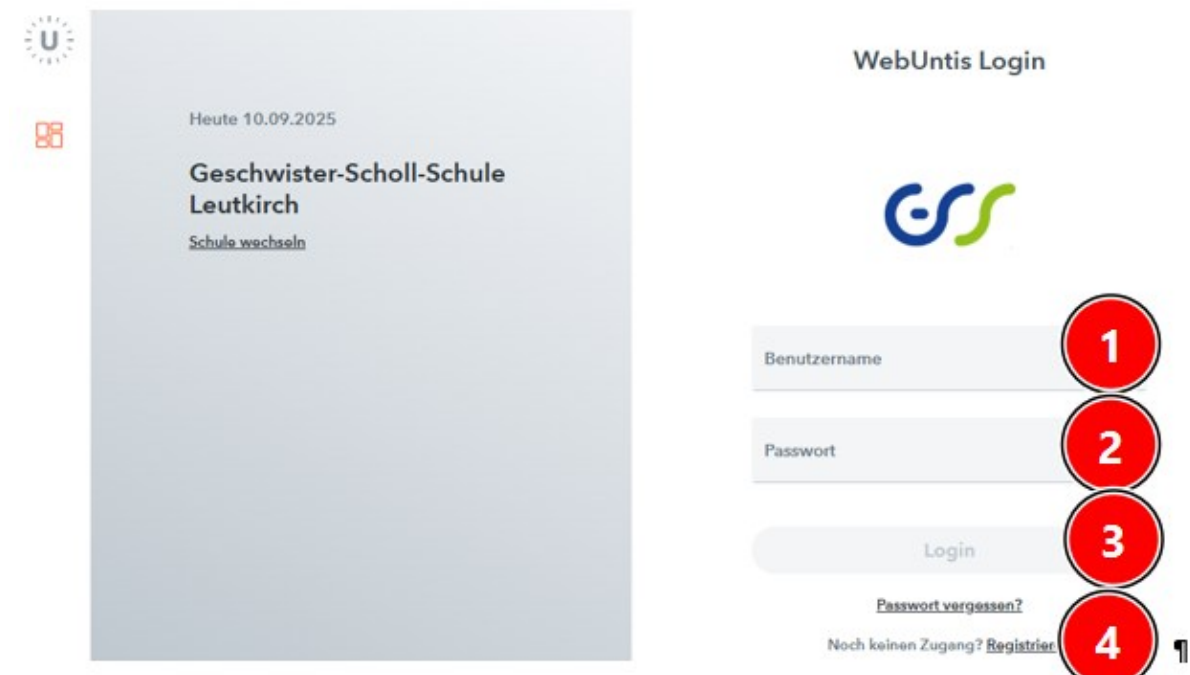 U
Heute 10.09.2025
Geschwister-Scholl-Schule
Leutkirch
Schule wechseln
WebUntis Login
GSS
Benutzername
1
Passwort
2
Login
3
Passwort vergessen?
Noch keinen Zugang? Registrier
4
¶